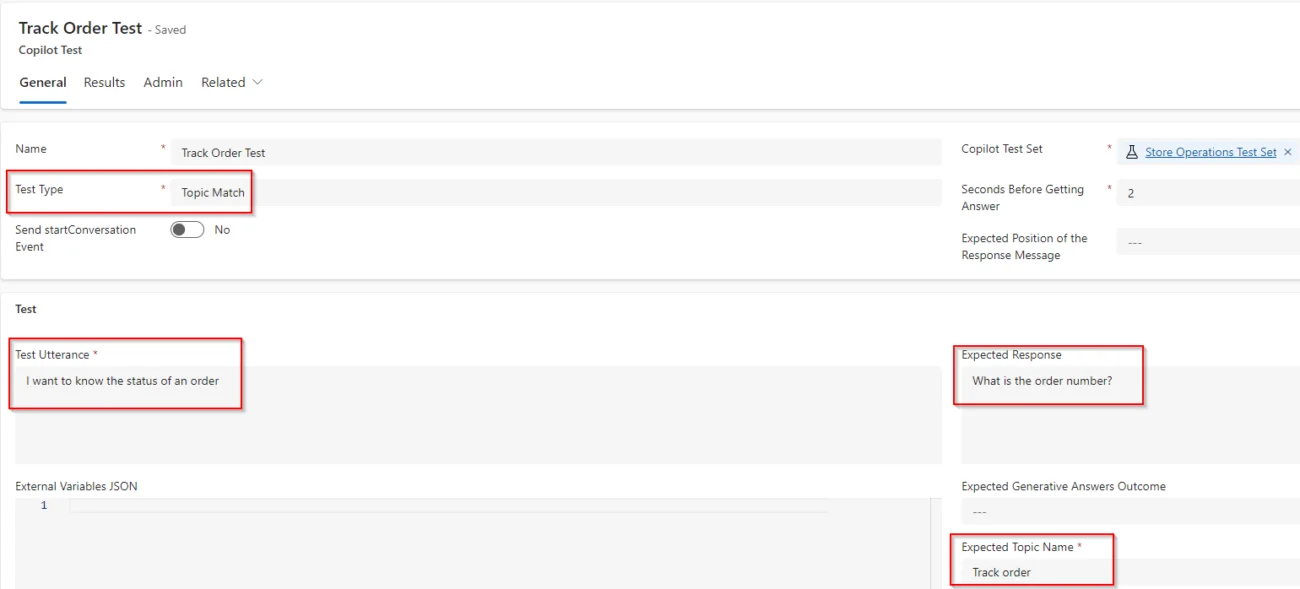 Track Order Test - Saved
Copilot Test
General Results Admin Related
Name * Track Order Test
Copilot Test Set * Store Operations Test Set ×
Test Type * Topic Match
Seconds Before Getting
Answer * 2
Send startConversation
Event No
Expected Position of the
Response Message ---
Test
Test Utterance *
I want to know the status of an order
Expected Response
What is the order number?
External Variables JSON
1
Expected Generative Answers Outcome
---
Expected Topic Name *
Track order